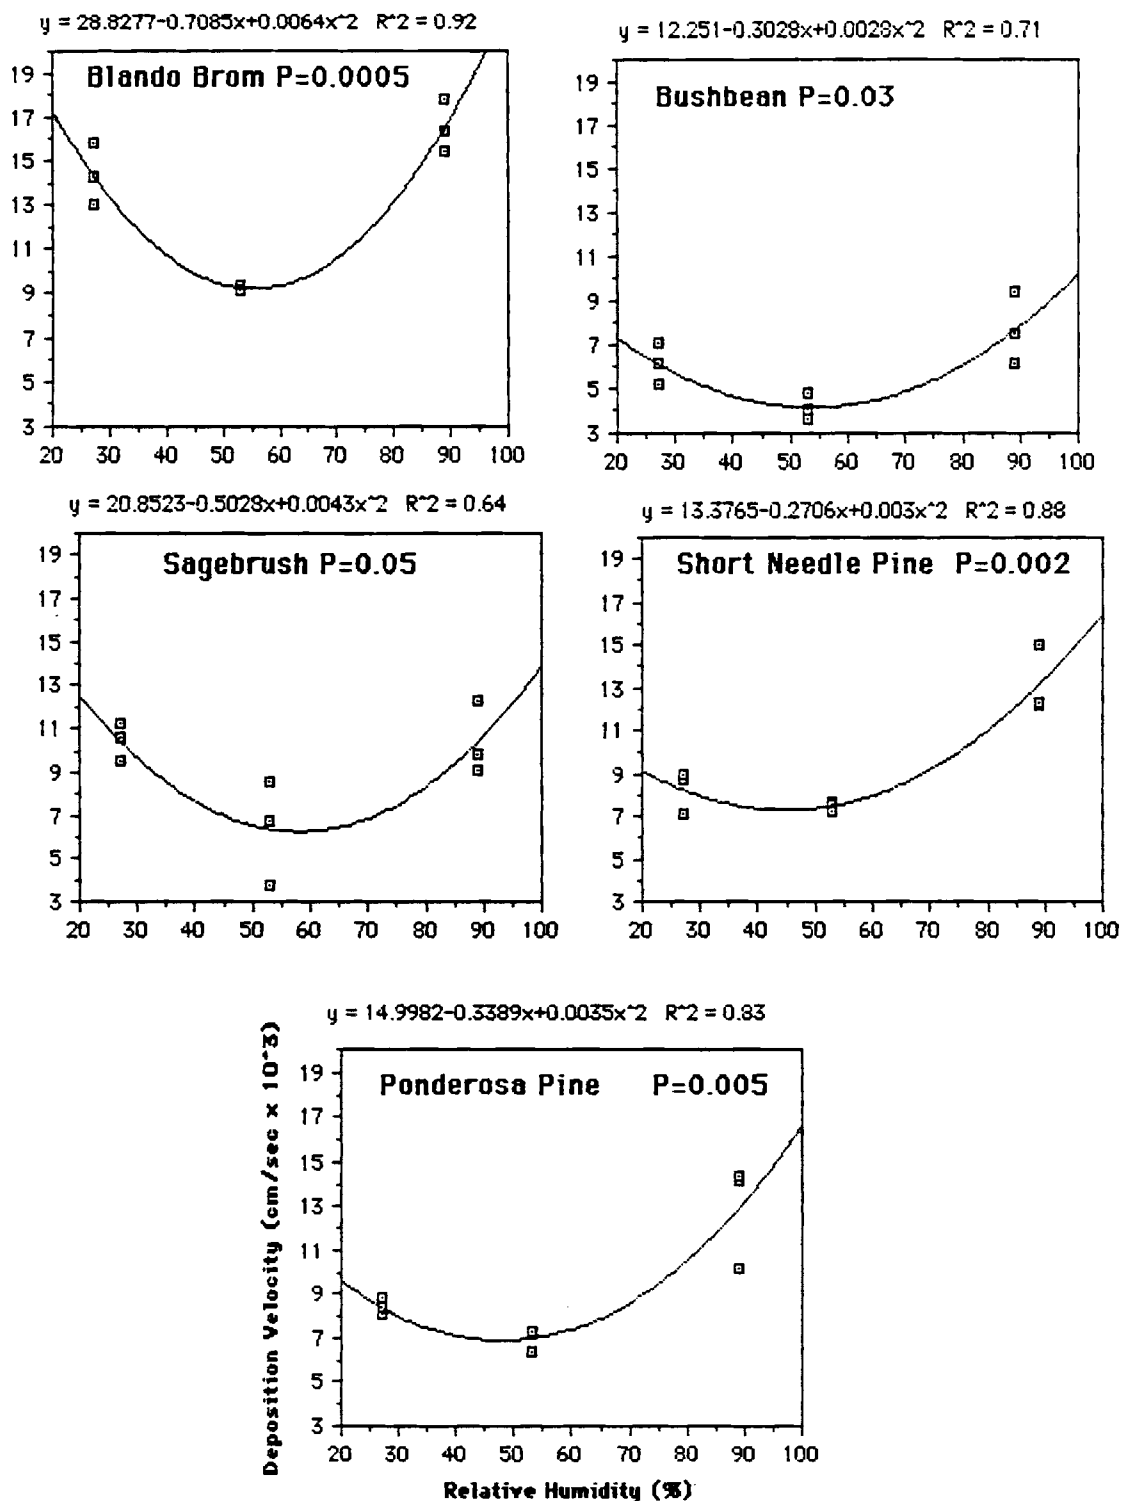 y = 28.8277-0.7085x+0.0064x^2 R^2 = 0.92
Blando Brom P=0.0005
19
17
15
13
11
9
7
5
3
20 30 40 50 60 70 80 90 100
y = 12.251-0.3028x+0.0028x^2 R^2 = 0.71
Bushbean P=0.03
19
17
15
13
11
9
7
5
3
20 30 40 50 60 70 80 90 100
y = 20.8523-0.5028x+0.0043x^2 R^2 = 0.64
Sagebrush P=0.05
19
17
15
13
11
9
7
5
3
20 30 40 50 60 70 80 90 100
y = 13.3765-0.2706x+0.003x^2 R^2 = 0.88
Short Needle Pine P=0.002
19
17
15
13
11
9
7
5
3
20 30 40 50 60 70 80 90 100
y = 14.9982-0.3389x+0.0035x^2 R^2 = 0.83
Ponderosa Pine P=0.005
Deposition Velocity (cm/sec x 10^3)
19
17
15
13
11
9
7
5
3
20 30 40 50 60 70 80 90 100
Relative Humidity (%)